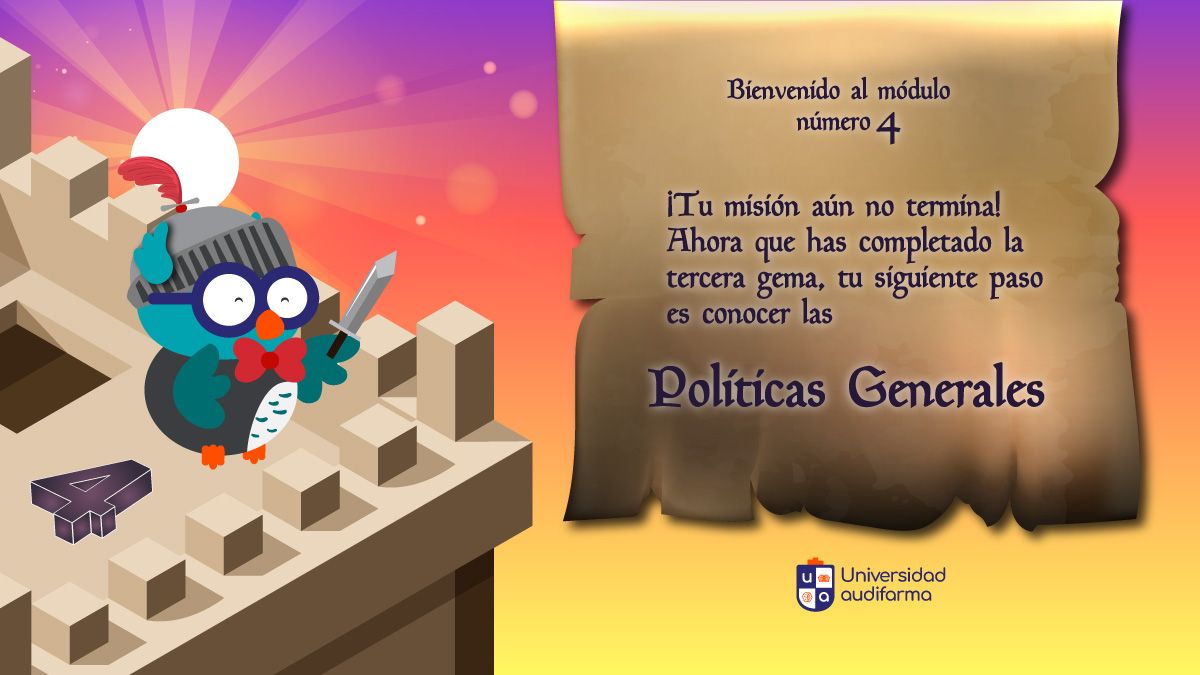 Bienvenido al módulo
número 4
¡Tu misión aún no termina!
Ahora que has completado la
tercera gema, tu siguiente paso
es conocer las
Políticas Generales
4
u
a
Universidad
audifarma